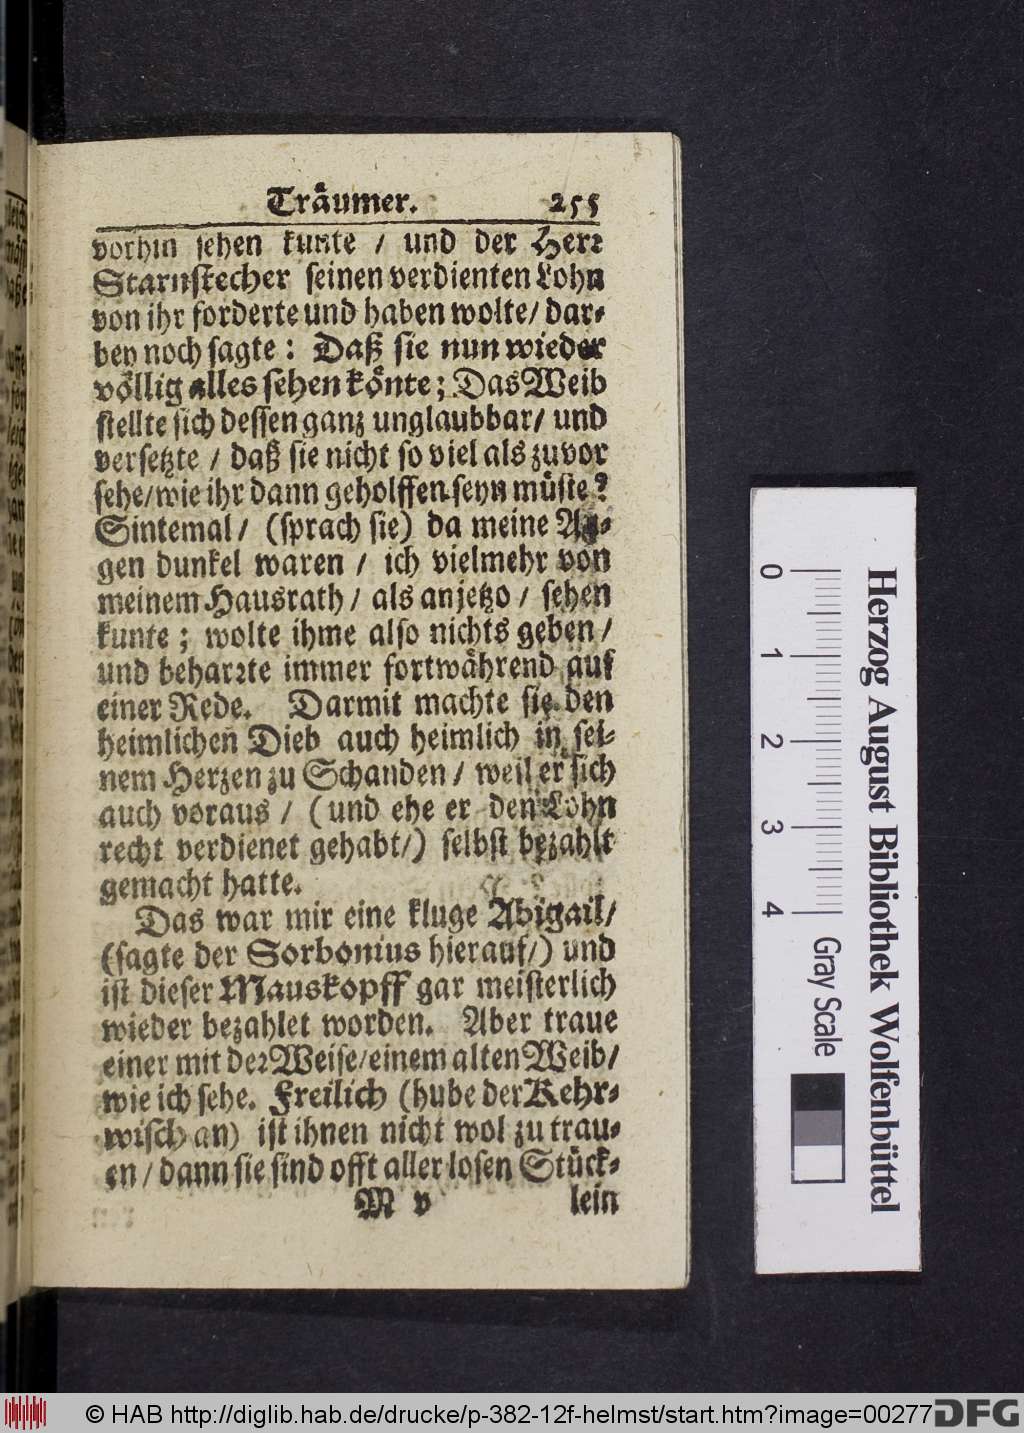 Träumer. 255
vorhin sehen kunte / und der Herr
Starnstecher seinen verdienten Lohn
von ihr forderte und haben wolte / dar-
bey noch sagte: Daß sie nun wieder
völlig alles sehen könte; Das Weib
stellte sich dessen ganz unglaubbar / und
versetzte / daß sie nicht so viel als zuvor
sehe / wie ihr dann geholffen seyn müste?
Sintemal / (sprach sie) da meine Au-
gen dunkel waren / ich vielmehr von
meinem Hausrath / als anjetzo / sehen
kunte; wolte ihme also nichts geben /
und beharrte immer fortwährend auf
einer Rede. Darmit machte sie den
heimlichen Dieb auch heimlich in sei-
nem Herzen zu Schanden / weil er sich
auch voraus / (und ehe er den Lohn
recht verdienet gehabt /) selbst bezahlt
gemacht hatte.
Das war mir eine kluge Abigail /
(sagte der Sorbonius hierauf /) und
ist dieser Mauskopff gar meisterlich
wieder bezahlet worden. Aber traue
einer mit der Weise / einem alten Weib /
wie ich sehe. Freilich (hube der Kehr-
wisch an) ist ihnen nicht wol zu trau-
en / dann sie sind offt aller losen Stück-
M v lein
0 1 2 3 4
Gray Scale
Herzog August Bibliothek Wolfenbüttel
© HAB http://diglib.hab.de/drucke/p-382-12f-helmst/start.htm?image=00277
DFG